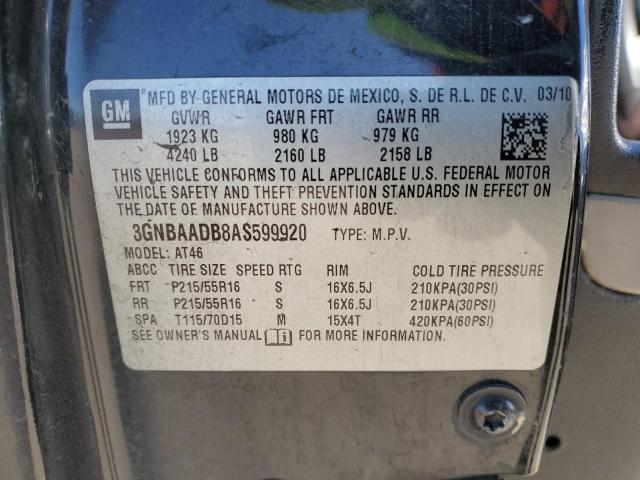 GM
MFD BY GENERAL MOTORS DE MEXICO, S. DE R.L. DE C.V. 03/10
GVWR GAWR FRT GAWR RR
1923 KG 980 KG 979 KG
4240 LB 2160 LB 2158 LB
THIS VEHICLE CONFORMS TO ALL APPLICABLE U.S. FEDERAL MOTOR
VEHICLE SAFETY AND THEFT PREVENTION STANDARDS IN EFFECT ON
THE DATE OF MANUFACTURE SHOWN ABOVE.
3GNBAADB8AS599920 TYPE: M.P.V.
MODEL: AT46
ABCC TIRE SIZE SPEED RTG RIM COLD TIRE PRESSURE
FRT P215/55R16 S 16X6.5J 210KPA(30PSI)
RR P215/55R16 S 16X6.5J 210KPA(30PSI)
SPA T115/70D15 M 15X4T 420KPA(60PSI)
SEE OWNER'S MANUAL FOR MORE INFORMATION.